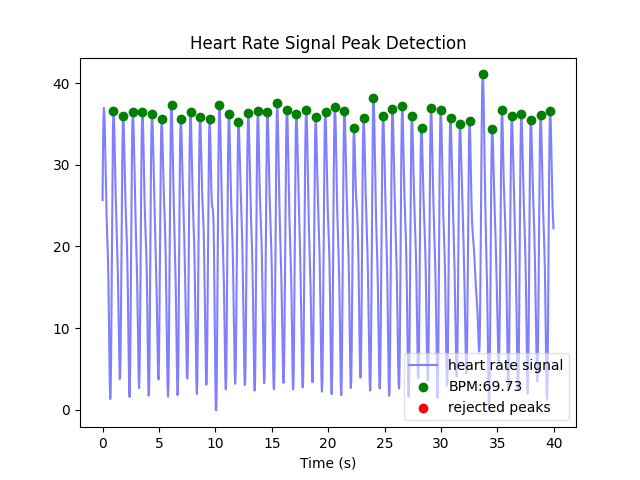 Heart Rate Signal Peak Detection
40
30
20
10
0
heart rate signal
BPM:69.73
rejected peaks
0 5 10 15 20 25 30 35 40
Time (s)